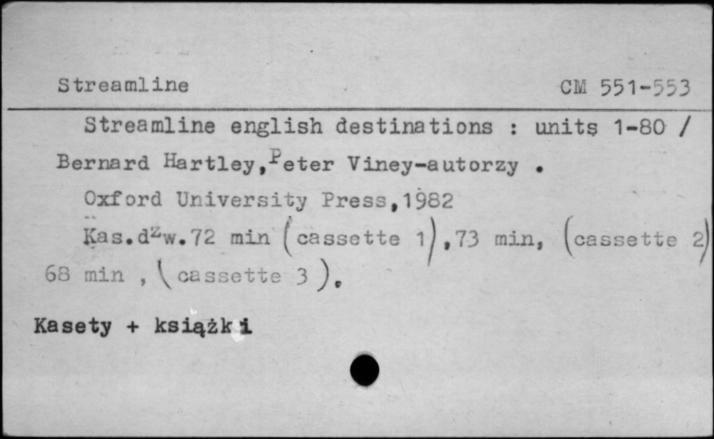 Streamline CM 551-553
Streamline english destinations : units 1-80 /
Bernard Hartley,Peter Viney-autorzy .
Oxford University Press,1982
Kas.dzw.72 min (cassette 1),73 min, (cassette 2)
68 min , (cassette 3 ).
Kasety + książki